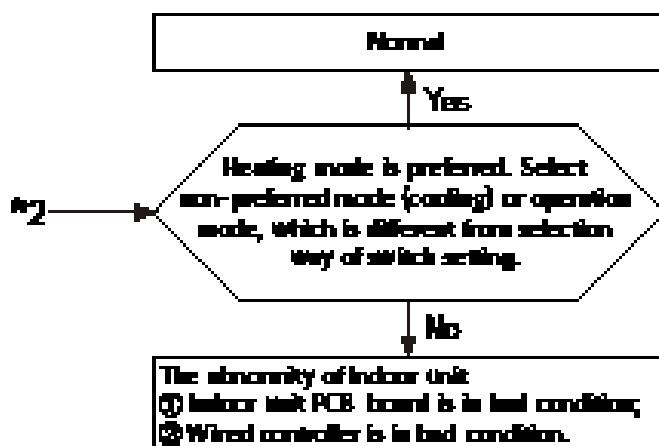 Normal
Yes
Heating mode is preferred. Select
non-preferred mode (cooling) or operation
mode, which is different from selection
way of switch setting.
*2
No
The abnormity of indoor unit
① Indoor unit PCB board is in bad condition;
② Wired controller is in bad condition.